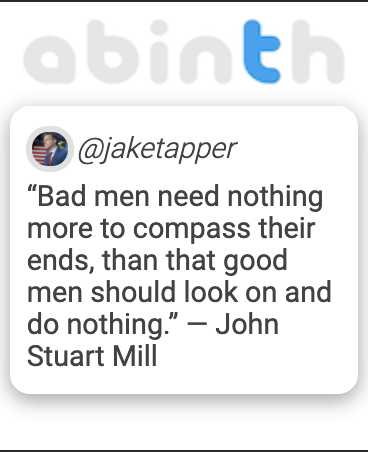 abinth
@jaketapper
“Bad men need nothing
more to compass their
ends, than that good
men should look on and
do nothing.” — John
Stuart Mill